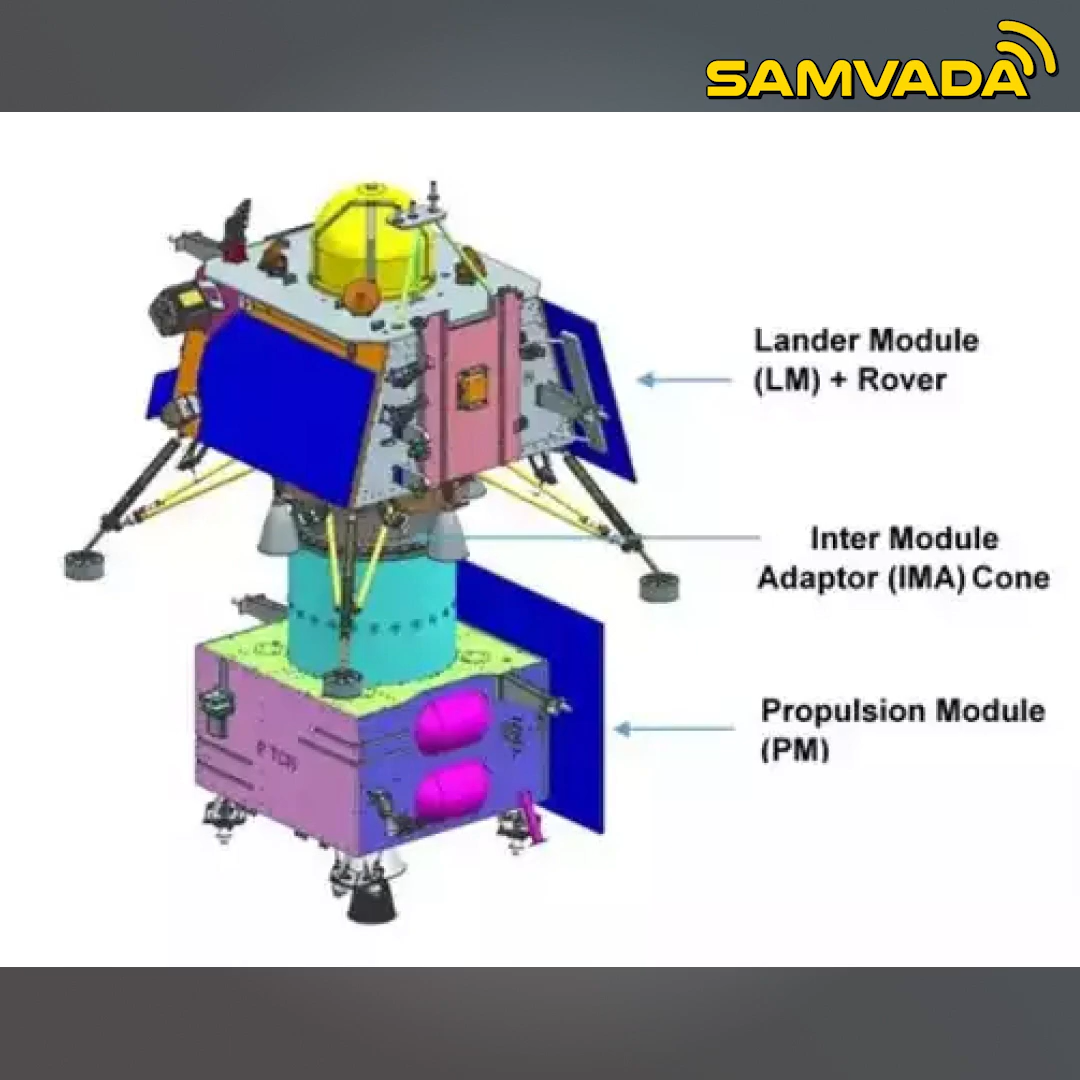 SAMVADA
Lander Module
(LM) + Rover
Inter Module
Adaptor (IMA) Cone
Propulsion Module
(PM)